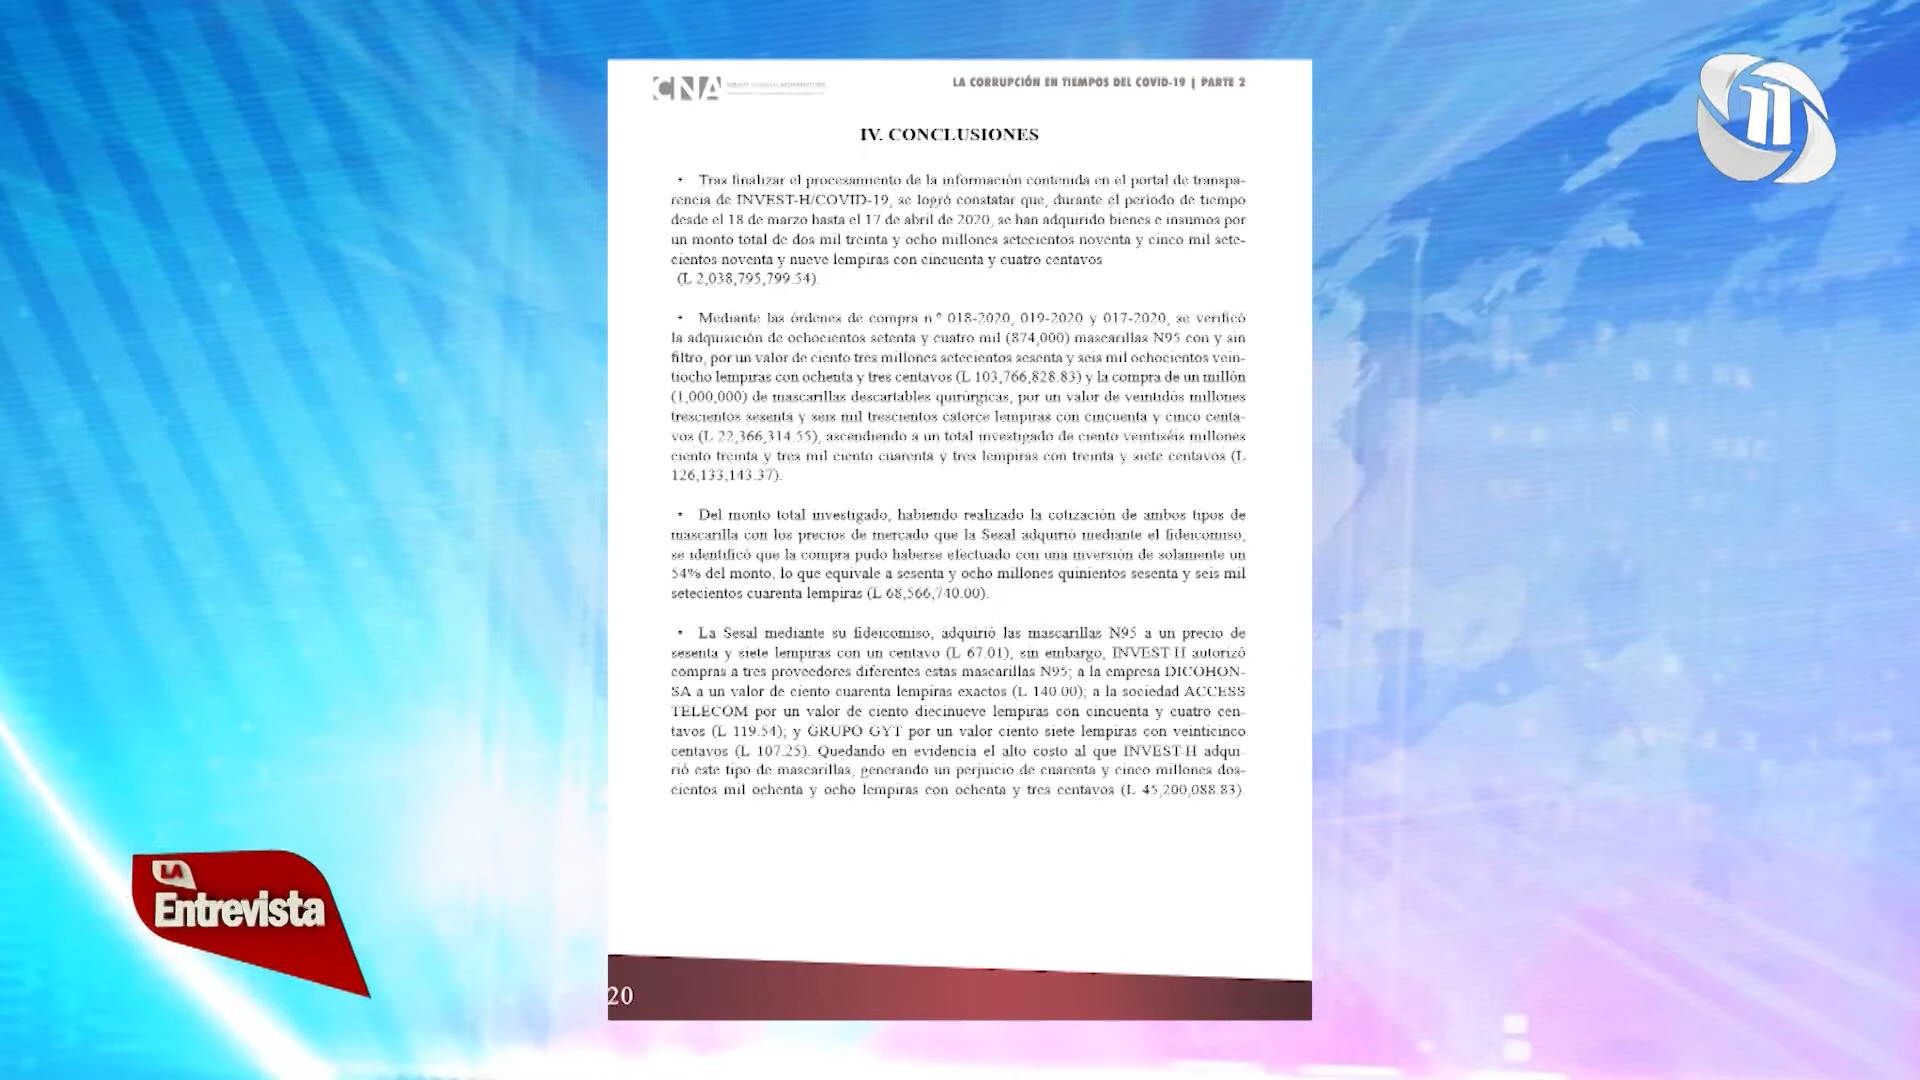 CNA
LA CORRUPCIÓN EN TIEMPOS DEL COVID-19 | PARTE 2
11
IV. CONCLUSIONES
• Tras finalizar el procesamiento de la información contenida en el portal de transpa-
rencia de INVEST-H/COVID-19, se logró constatar que, durante el período de tiempo
desde el 18 de marzo hasta el 17 de abril de 2020, se han adquirido bienes e insumos por
un monto total de dos mil treinta y ocho millones setecientos noventa y cinco mil sete-
cientos noventa y nueve lempiras con cincuenta y cuatro centavos
(L 2,038,795,799.54).
• Mediante las órdenes de compra n.º 018-2020, 019-2020 y 017-2020, se verificó
la adquisición de ochocientos setenta y cuatro mil (874,000) mascarillas N95 con y sin
filtro, por un valor de ciento tres millones setecientos sesenta y seis mil ochocientos vein-
tiocho lempiras con ochenta y tres centavos (L 103,766,828.83) y la compra de un millón
(1,000,000) de mascarillas descartables quirúrgicas, por un valor de veintidós millones
trescientos sesenta y seis mil trescientos catorce lempiras con cincuenta y cinco centa-
vos (L 22,366,314.55), ascendiendo a un total investigado de ciento veintiséis millones
ciento treinta y tres mil ciento cuarenta y tres lempiras con treinta y siete centavos (L
126,133,143.37).
• Del monto total investigado, habiendo realizado la cotización de ambos tipos de
mascarilla con los precios de mercado que la Sesal adquirió mediante el fideicomiso,
se identificó que la compra pudo haberse efectuado con una inversión de solamente un
54% del monto, lo que equivale a sesenta y ocho millones quinientos sesenta y seis mil
setecientos cuarenta lempiras (L 68,566,740.00).
• La Sesal mediante su fideicomiso, adquirió las mascarillas N95 a un precio de
sesenta y siete lempiras con un centavo (L 67.01), sin embargo, INVEST-H autorizó
compras a tres proveedores diferentes estas mascarillas N95; a la empresa DICOHON-
SA a un valor de ciento cuarenta lempiras exactos (L 140.00); a la sociedad ACCESS
TELECOM por un valor de ciento diecinueve lempiras con cincuenta y cuatro cen-
tavos (L 119.54); y GRUPO GYT por un valor ciento siete lempiras con veinticinco
centavos (L 107.25). Quedando en evidencia el alto costo al que INVEST-H adqui-
rió este tipo de mascarillas, generando un perjuicio de cuarenta y cinco millones dos-
cientos mil ochenta y ocho lempiras con ochenta y tres centavos (L 45,200,088.83).
LA
Entrevista
20